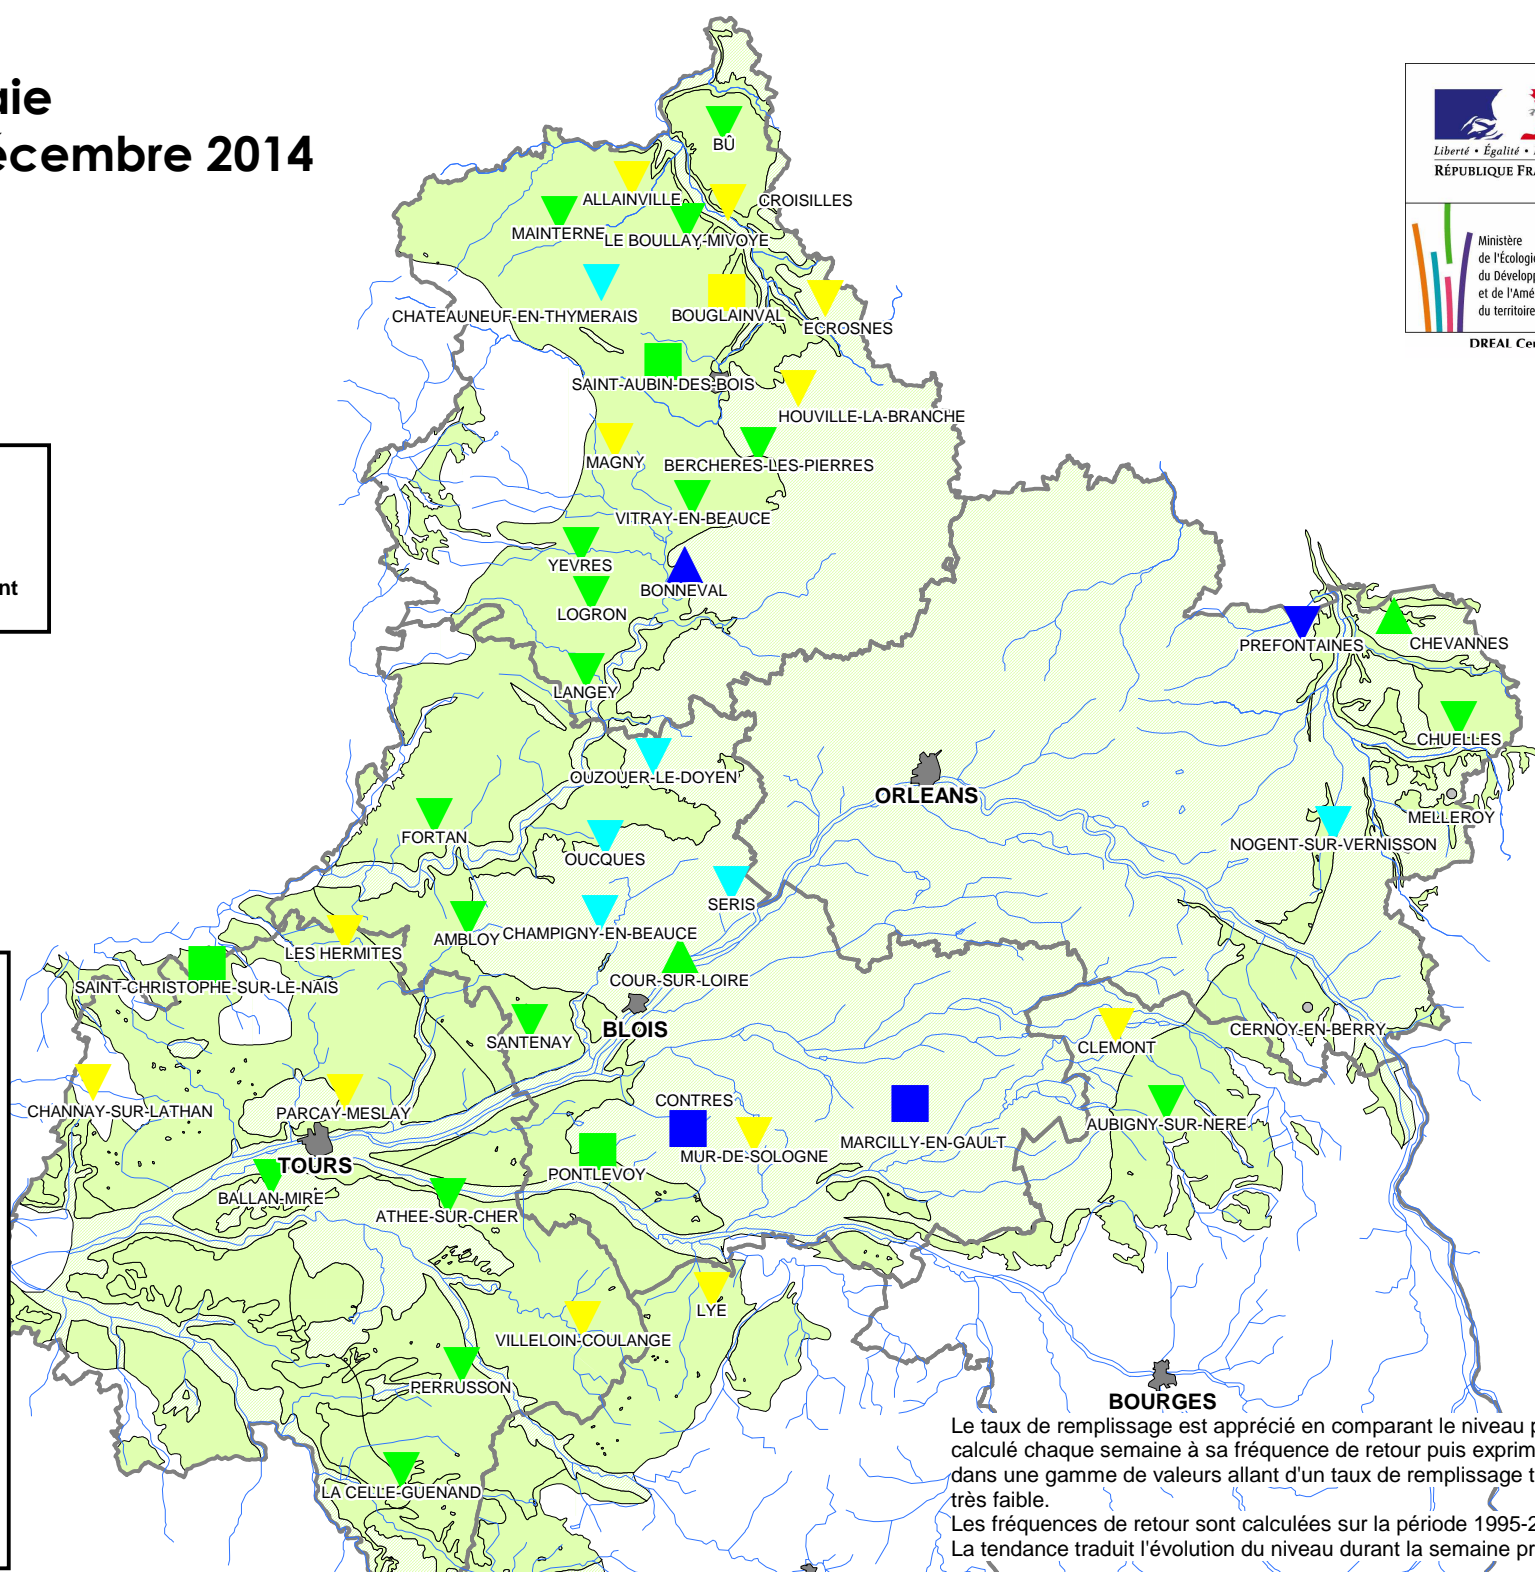 aie
écembre 2014
Liberté • Égalité •
RÉPUBLIQUE FRA
Ministère
de l'Écologie
du Dévelop
et de l'Amé
du territoire
DREAL Cen
nt
BÛ
ALLAINVILLE
CROISILLES
MAINTERNE
LE BOULLAY-MIVOYE
CHATEAUNEUF-EN-THYMERAIS
BOUGLAINVAL
ECROSNES
SAINT-AUBIN-DES-BOIS
HOUVILLE-LA-BRANCHE
MAGNY
BERCHERES-LES-PIERRES
VITRAY-EN-BEAUCE
YEVRES
BONNEVAL
LOGRON
PREFONTAINES
CHEVANNES
LANGEY
CHUELLES
OUZOUER-LE-DOYEN
ORLEANS
MELLEROY
FORTAN
OUCQUES
NOGENT-SUR-VERNISSON
SERIS
AMBLOY
CHAMPIGNY-EN-BEAUCE
LES HERMITES
COUR-SUR-LOIRE
SAINT-CHRISTOPHE-SUR-LE-NAIS
SANTENAY
BLOIS
CLEMONT
CERNOY-EN-BERRY
CHANNAY-SUR-LATHAN
PARCAY-MESLAY
CONTRES
MUR-DE-SOLOGNE
MARCILLY-EN-GAULT
AUBIGNY-SUR-NERE
TOURS
PONTLEVOY
BALLAN-MIRE
ATHEE-SUR-CHER
LYE
VILLELOIN-COULANGE
PERRUSSON
BOURGES
LA CELLE-GUENAND
Le taux de remplissage est apprécié en comparant le niveau p
calculé chaque semaine à sa fréquence de retour puis exprim
dans une gamme de valeurs allant d'un taux de remplissage t
très faible.
Les fréquences de retour sont calculées sur la période 1995-2
La tendance traduit l'évolution du niveau durant la semaine pr